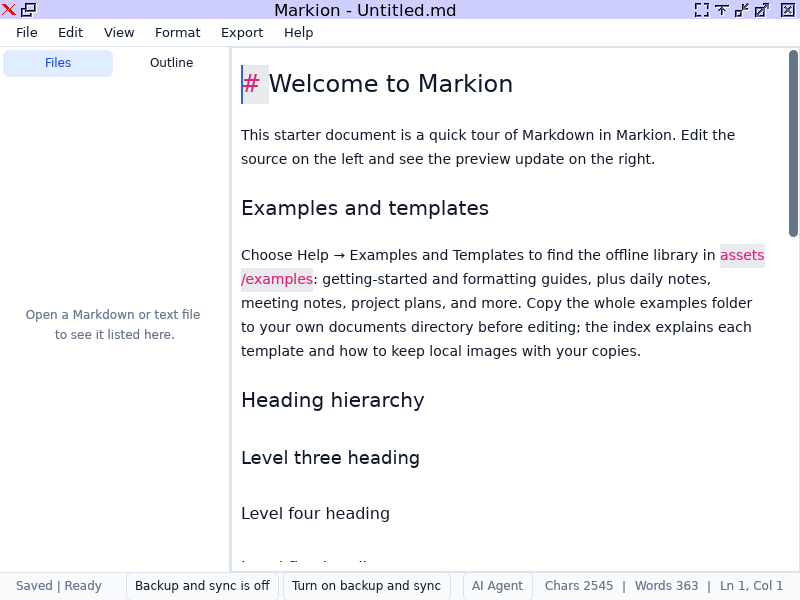 Markion - Untitled.md
File Edit View Format Export Help
Files Outline
Open a Markdown or text file
to see it listed here.
# Welcome to Markion
This starter document is a quick tour of Markdown in Markion. Edit the
source on the left and see the preview update on the right.
Examples and templates
Choose Help → Examples and Templates to find the offline library in assets
/examples: getting-started and formatting guides, plus daily notes,
meeting notes, project plans, and more. Copy the whole examples folder
to your own documents directory before editing; the index explains each
template and how to keep local images with your copies.
Heading hierarchy
Level three heading
Level four heading
Saved | Ready Backup and sync is off Turn on backup and sync AI Agent Chars 2545 | Words 363 | Ln 1, Col 1